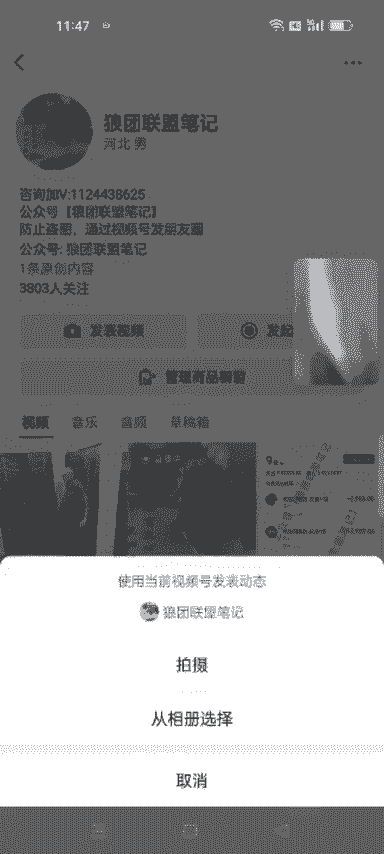 11:47
狼团联盟笔记
河北 男
咨询加V:1124438625
公众号【狼团联盟笔记】
防止盗图，通过视频号发朋友圈
公众号: 狼团联盟笔记
1条原创内容
3803人关注
发表视频
发起
管理商品橱窗
视频 音乐 音频 草稿箱
使用当前视频号发表动态
狼团联盟笔记
拍摄
从相册选择
取消